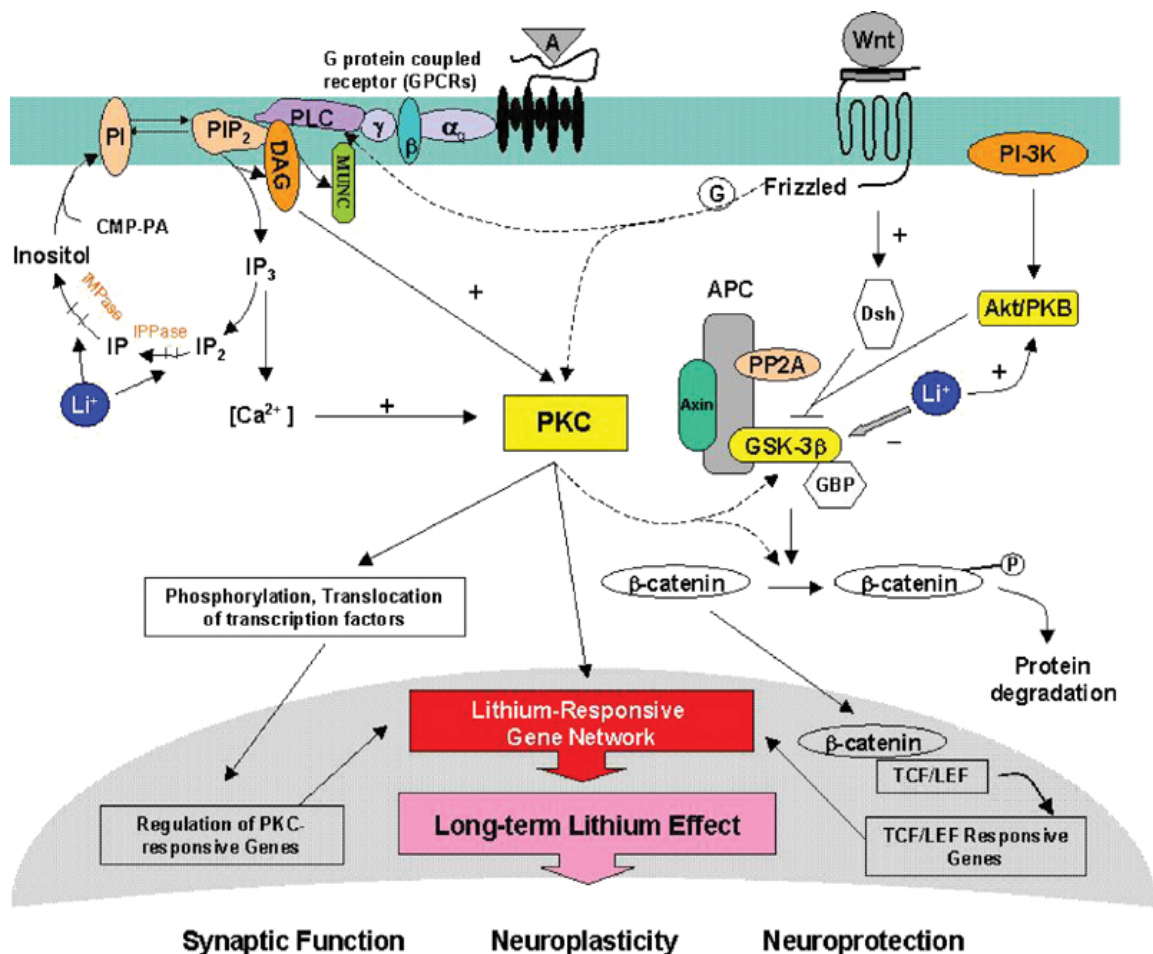 A
Wnt
G protein coupled
receptor (GPCRs)
PI
PIP2
PLC
γ
β
αq
DAG
MUNC
PI-3K
G
Frizzled
CMP-PA
Inositol
IP3
+
+
APC
Dsh
Akt/PKB
IMPase
IPPase
IP
IP2
PP2A
Li+
Li+
+
Axin
[Ca2+]
+
PKC
GSK-3β
–
GBP
β-catenin
β-catenin
P
Phosphorylation, Translocation
of transcription factors
Protein
degradation
Lithium-Responsive
Gene Network
β-catenin
TCF/LEF
Regulation of PKC-
responsive Genes
Long-term Lithium Effect
TCF/LEF Responsive
Genes
Synaptic Function
Neuroplasticity
Neuroprotection